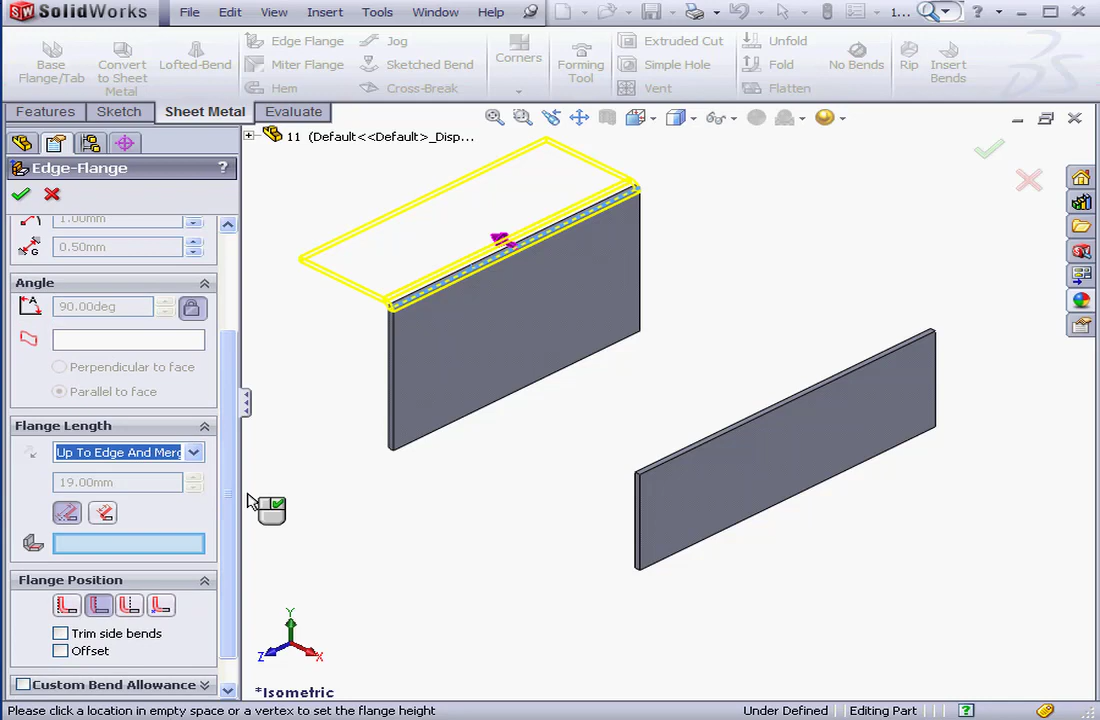 SolidWorks File Edit View Insert Tools Window Help 1... ?
Base Flange/Tab
Convert to Sheet Metal
Lofted-Bend
Edge Flange
Miter Flange
Hem
Jog
Sketched Bend
Cross-Break
Corners
Forming Tool
Extruded Cut
Simple Hole
Vent
Unfold
Fold
Flatten
No Bends
Rip
Insert Bends
Features Sketch Sheet Metal Evaluate
11 (Default<<Default>_Disp...
Edge-Flange ?
1.00mm
G 0.50mm
Angle
A 90.00deg
Perpendicular to face
Parallel to face
Flange Length
Up To Edge And Merg
19.00mm
Flange Position
Trim side bends
Offset
Custom Bend Allowance
Y
Z
X
*Isometric
Please click a location in empty space or a vertex to set the flange height Under Defined Editing Part ?